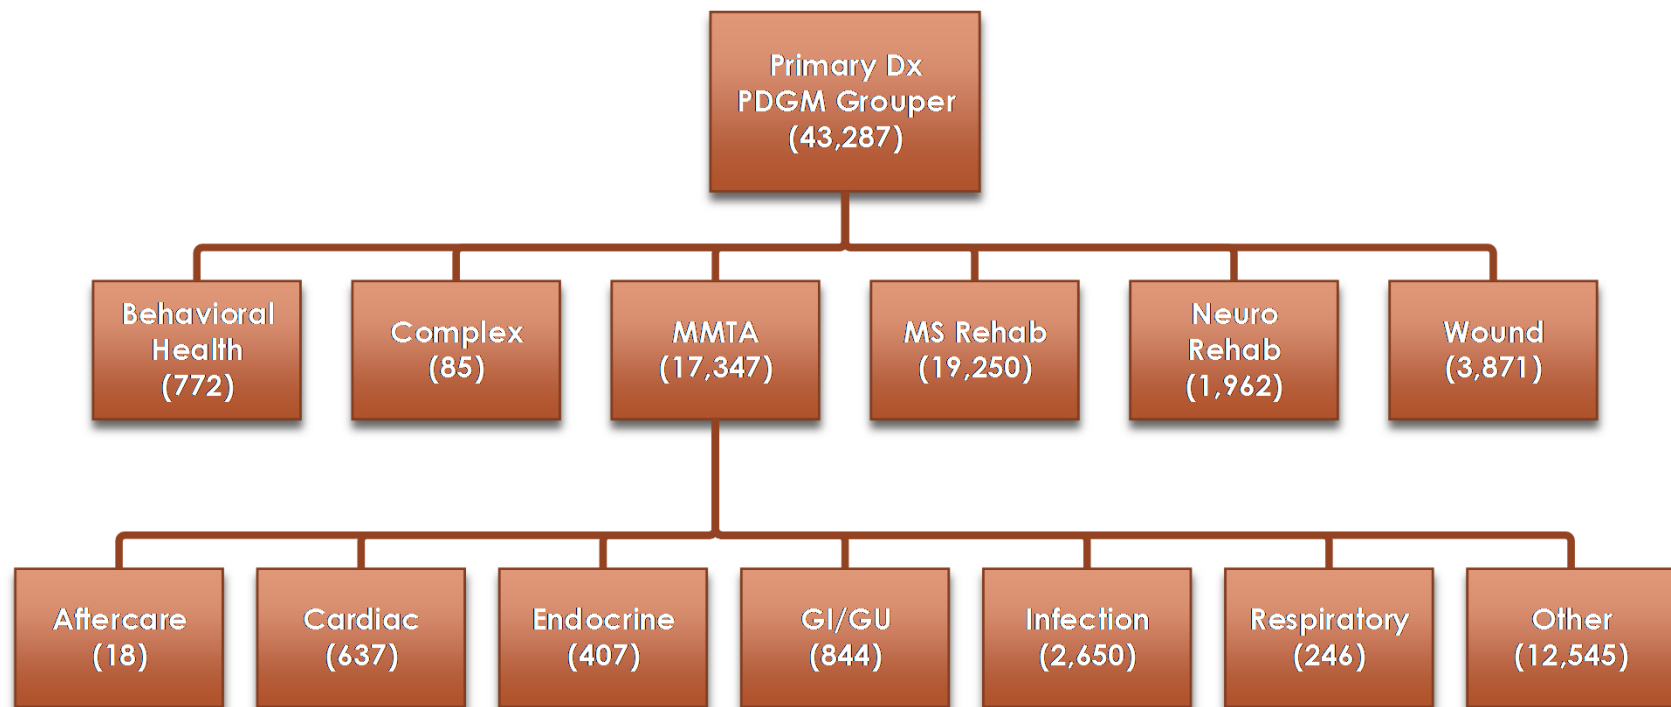 Primary Dx
PDGM Grouper
(43,287)
Behavioral
Health
(772)
Complex
(85)
MMTA
(17,347)
MS Rehab
(19,250)
Neuro
Rehab
(1,962)
Wound
(3,871)
Aftercare
(18)
Cardiac
(637)
Endocrine
(407)
GI/GU
(844)
Infection
(2,650)
Respiratory
(246)
Other
(12,545)